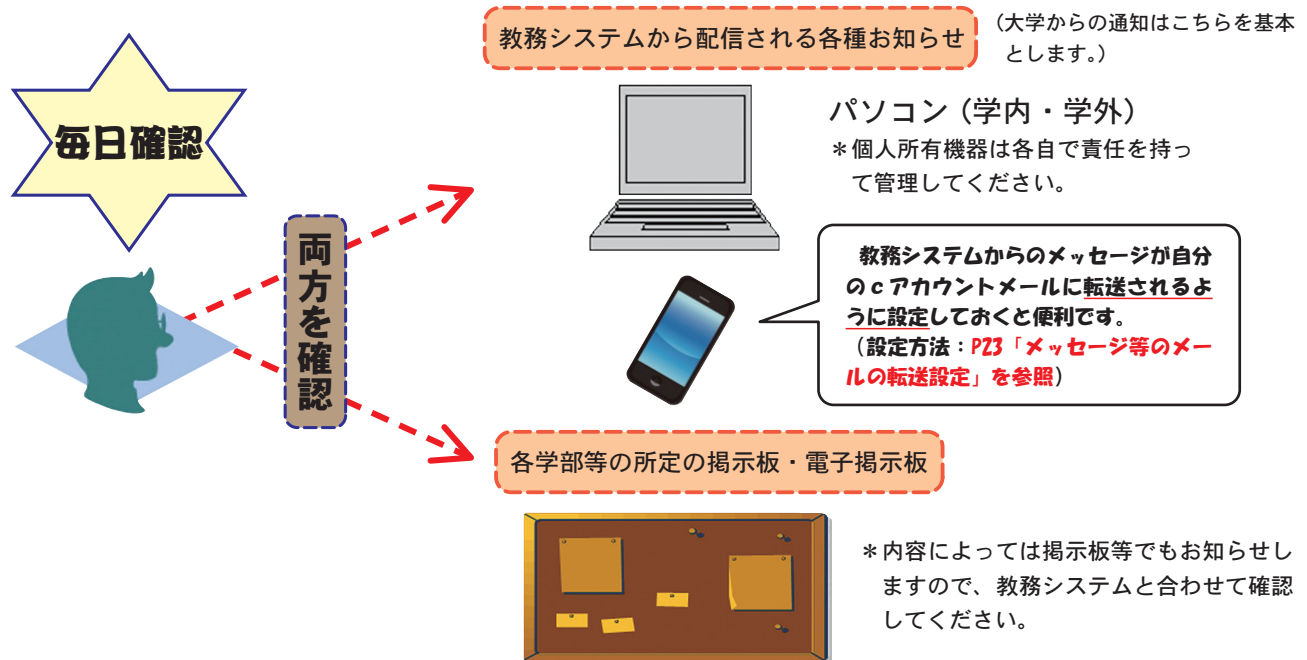 毎日確認
両方を確認
教務システムから配信される各種お知らせ
（大学からの通知はこちらを基本
とします。）
パソコン（学内・学外）
＊個人所有機器は各自で責任を持っ
て管理してください。
教務システムからのメッセージが自分
のｃアカウントメールに転送されるよ
うに設定しておくと便利です。
（設定方法：P23「メッセージ等のメー
ルの転送設定」を参照）
各学部等の所定の掲示板・電子掲示板
＊内容によっては掲示板等でもお知らせし
ますので、教務システムと合わせて確認
してください。